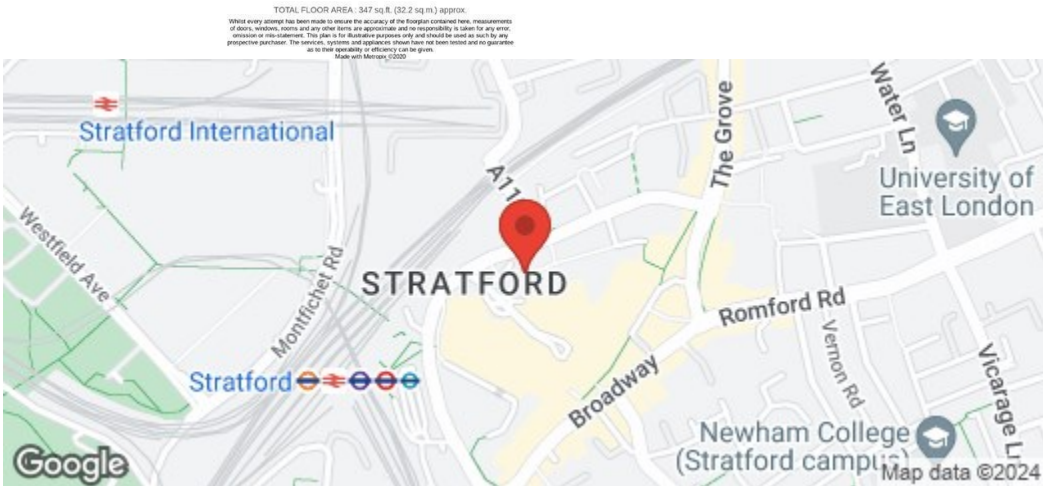 TOTAL FLOOR AREA : 347 sq.ft. (32.2 sq.m.) approx.
Whilst every attempt has been made to ensure the accuracy of the floorplan contained here, measurements
of doors, windows, rooms and any other items are approximate and no responsibility is taken for any error,
omission or mis-statement. This plan is for illustrative purposes only and should be used as such by any
prospective purchaser. The services, systems and appliances shown have not been tested and no guarantee
as to their operability or efficiency can be given.
Made with Metropix ©2020
Stratford International
A11
The Grove
Water Ln
University of
East London
Westfield Ave
Montfichet Rd
STRATFORD
Romford Rd
Stratford
Broadway
Vernon Rd
Vicarage Ln
Newham College
(Stratford campus)
Google
Map data ©2024